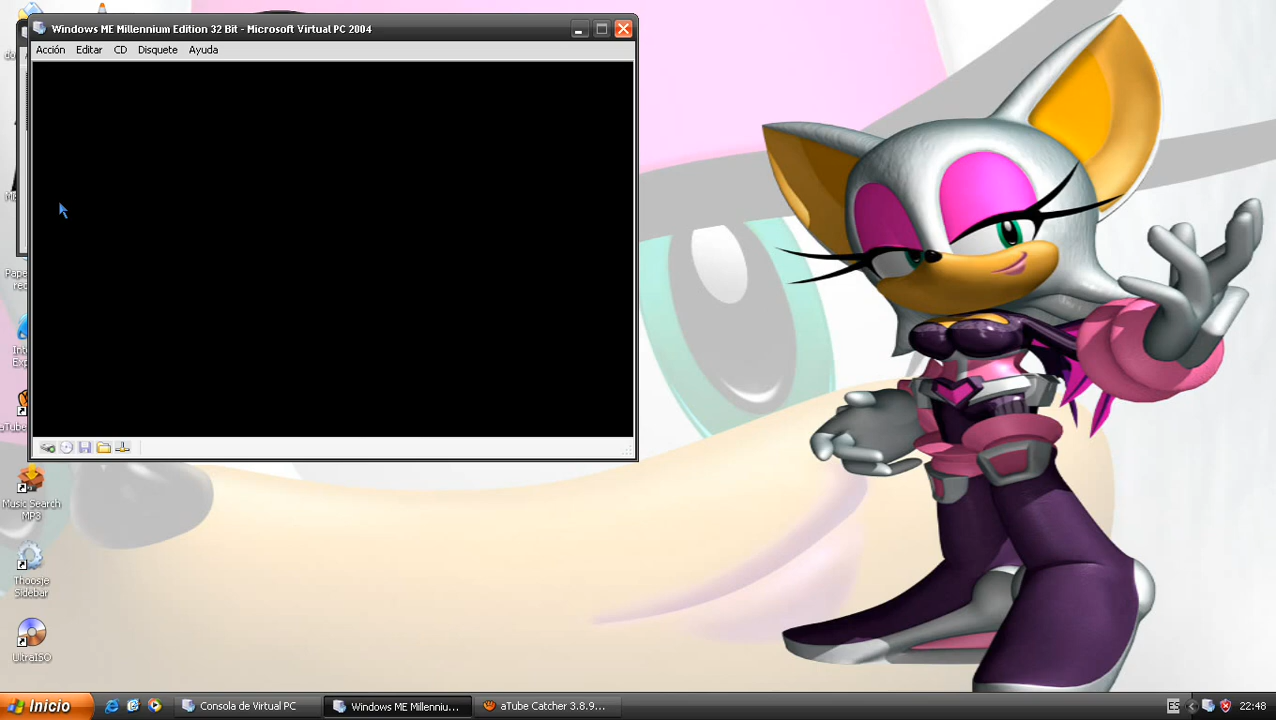 Windows ME Millennium Edition 32 Bit - Microsoft Virtual PC 2004
Acción Editar CD Disquete Ayuda
Music Search
MP3
Thoosje
Sidebar
UltraISO
Inicio
Consola de Virtual PC
Windows ME Millenniu...
aTube Catcher 3.8.9...
ES
22:48